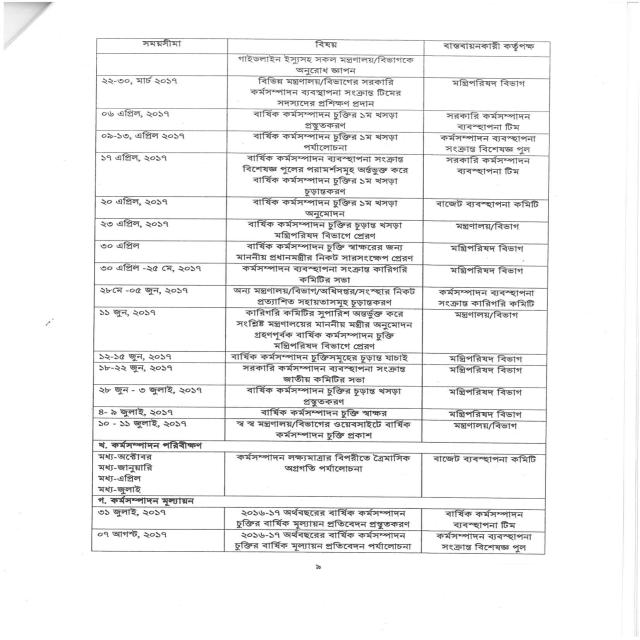 সময়সীমা বিষয় বাস্তবায়নকারী কর্তৃপক্ষ
গাইডলাইন ইস্যুসহ সকল মন্ত্রণালয়/বিভাগকে
অনুরোধ জ্ঞাপন
২২-৩০, মার্চ ২০১৭ বিভিন্ন মন্ত্রণালয়/বিভাগের সরকারি মন্ত্রিপরিষদ বিভাগ
কর্মসম্পাদন ব্যবস্থাপনা সংক্রান্ত টিমের
সদস্যদের প্রশিক্ষণ প্রদান
০৬ এপ্রিল, ২০১৭ বার্ষিক কর্মসম্পাদন চুক্তির ১ম খসড়া সরকারি কর্মসম্পাদন
প্রস্তুতকরণ ব্যবস্থাপনা টিম
০৯-১৩, এপ্রিল ২০১৭ বার্ষিক কর্মসম্পাদন চুক্তির ১ম খসড়া কর্মসম্পাদন ব্যবস্থাপনা
পর্যালোচনা সংক্রান্ত বিশেষজ্ঞ পুল
১৭ এপ্রিল, ২০১৭ বার্ষিক কর্মসম্পাদন ব্যবস্থাপনা সংক্রান্ত সরকারি কর্মসম্পাদন
বিশেষজ্ঞ পুলের পরামর্শসমূহ অর্ন্তভুক্ত করে ব্যবস্থাপনা টিম
বার্ষিক কর্মসম্পাদন চুক্তির ১ম খসড়া
চূড়ান্তকরণ
২০ এপ্রিল, ২০১৭ বার্ষিক কর্মসম্পাদন চুক্তির ১ম খসড়া বাজেট ব্যবস্থাপনা কমিটি
অনুমোদন
২৩ এপ্রিল, ২০১৭ বার্ষিক কর্মসম্পাদন চুক্তির চূড়ান্ত খসড়া মন্ত্রণালয়/বিভাগ
মন্ত্রিপরিষদ বিভাগে প্রেরণ
৩০ এপ্রিল বার্ষিক কর্মসম্পাদন চুক্তি স্বাক্ষরের জন্য মন্ত্রিপরিষদ বিভাগ
মাননীয় প্রধানমন্ত্রীর নিকট সারসংক্ষেপ প্রেরণ
৩০ এপ্রিল -২৫ মে, ২০১৭ কর্মসম্পাদন ব্যবস্থাপনা সংক্রান্ত কারিগরি মন্ত্রিপরিষদ বিভাগ
কমিটির সভা
২৮মে -০৫ জুন, ২০১৭ অন্য মন্ত্রণালয়/বিভাগ/অধিদপ্তর/সংস্থার নিকট কর্মসম্পাদন ব্যবস্থাপনা
প্রত্যাশিত সহায়তাসমূহ চূড়ান্তকরণ সংক্রান্ত কারিগরি কমিটি
১১ জুন, ২০১৭ কারিগরি কমিটির সুপারিশ অন্তর্ভুক্ত করে মন্ত্রণালয়/বিভাগ
সংশ্লিষ্ট মন্ত্রণালয়ের মাননীয় মন্ত্রীর অনুমোদন
গ্রহণপূর্বক বার্ষিক কর্মসম্পাদন চুক্তি
মন্ত্রিপরিষদ বিভাগে প্রেরণ
১২-১৫ জুন, ২০১৭ বার্ষিক কর্মসম্পাদন চুক্তিসমূহের চূড়ান্ত যাচাই মন্ত্রিপরিষদ বিভাগ
১৮-২২ জুন, ২০১৭ সরকারি কর্মসম্পাদন ব্যবস্থাপনা সংক্রান্ত মন্ত্রিপরিষদ বিভাগ
জাতীয় কমিটির সভা
২৮ জুন - ৩ জুলাই, ২০১৭ বার্ষিক কর্মসম্পাদন চুক্তির চূড়ান্ত খসড়া মন্ত্রিপরিষদ বিভাগ
প্রস্তুতকরণ
৪- ৯ জুলাই, ২০১৭ বার্ষিক কর্মসম্পাদন চুক্তি স্বাক্ষর মন্ত্রিপরিষদ বিভাগ
১০ - ১১ জুলাই, ২০১৭ স্ব স্ব মন্ত্রণালয়/বিভাগের ওয়েবসাইটে বার্ষিক মন্ত্রণালয়/বিভাগ
কর্মসম্পাদন চুক্তি প্রকাশ
খ. কর্মসম্পাদন পরিবীক্ষণ
মধ্য-অক্টোবর কর্মসম্পাদন লক্ষ্যমাত্রার বিপরীতে ত্রৈমাসিক বাজেট ব্যবস্থাপনা কমিটি
মধ্য-জানুয়ারি অগ্রগতি পর্যালোচনা
মধ্য-এপ্রিল
মধ্য-জুলাই
গ. কর্মসম্পাদন মূল্যায়ন
৩১ জুলাই, ২০১৭ ২০১৬-১৭ অর্থবছরের বার্ষিক কর্মসম্পাদন বার্ষিক কর্মসম্পাদন
চুক্তির বার্ষিক মূল্যায়ন প্রতিবেদন প্রস্তুতকরণ ব্যবস্থাপনা টিম
০৭ আগস্ট, ২০১৭ ২০১৬-১৭ অর্থবছরের বার্ষিক কর্মসম্পাদন কর্মসম্পাদন ব্যবস্থাপনা
চুক্তির বার্ষিক মূল্যায়ন প্রতিবেদন পর্যালোচনা সংক্রান্ত বিশেষজ্ঞ পুল
৯